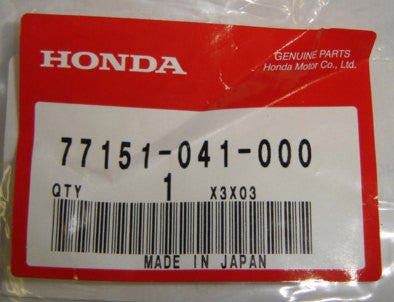 HONDA
GENUINE PARTS
Honda Motor Co., Ltd.
77151-041-000
QTY 1 X3X03
MADE IN JAPAN